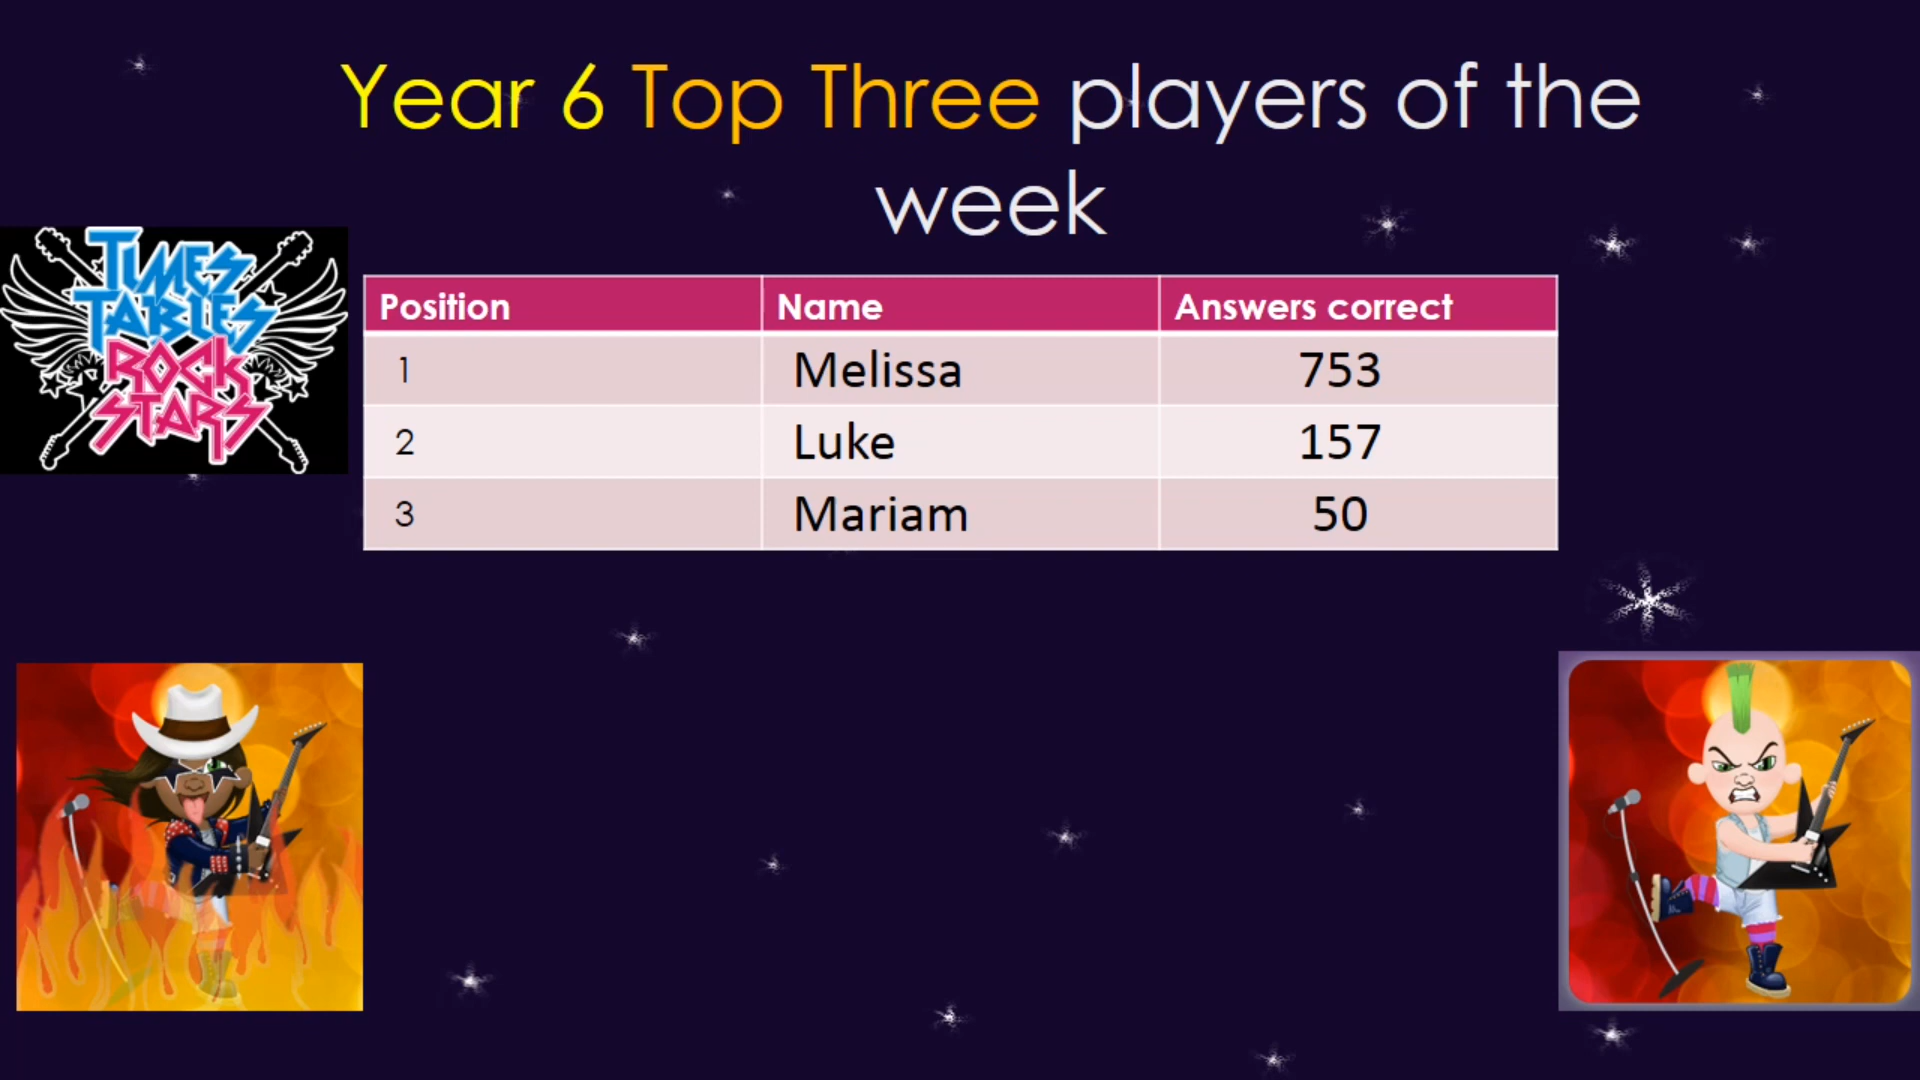 Year 6 Top Three players of the
week
TIMES
TABLES
ROCK
STARS
Position Name Answers correct
1 Melissa 753
2 Luke 157
3 Mariam 50